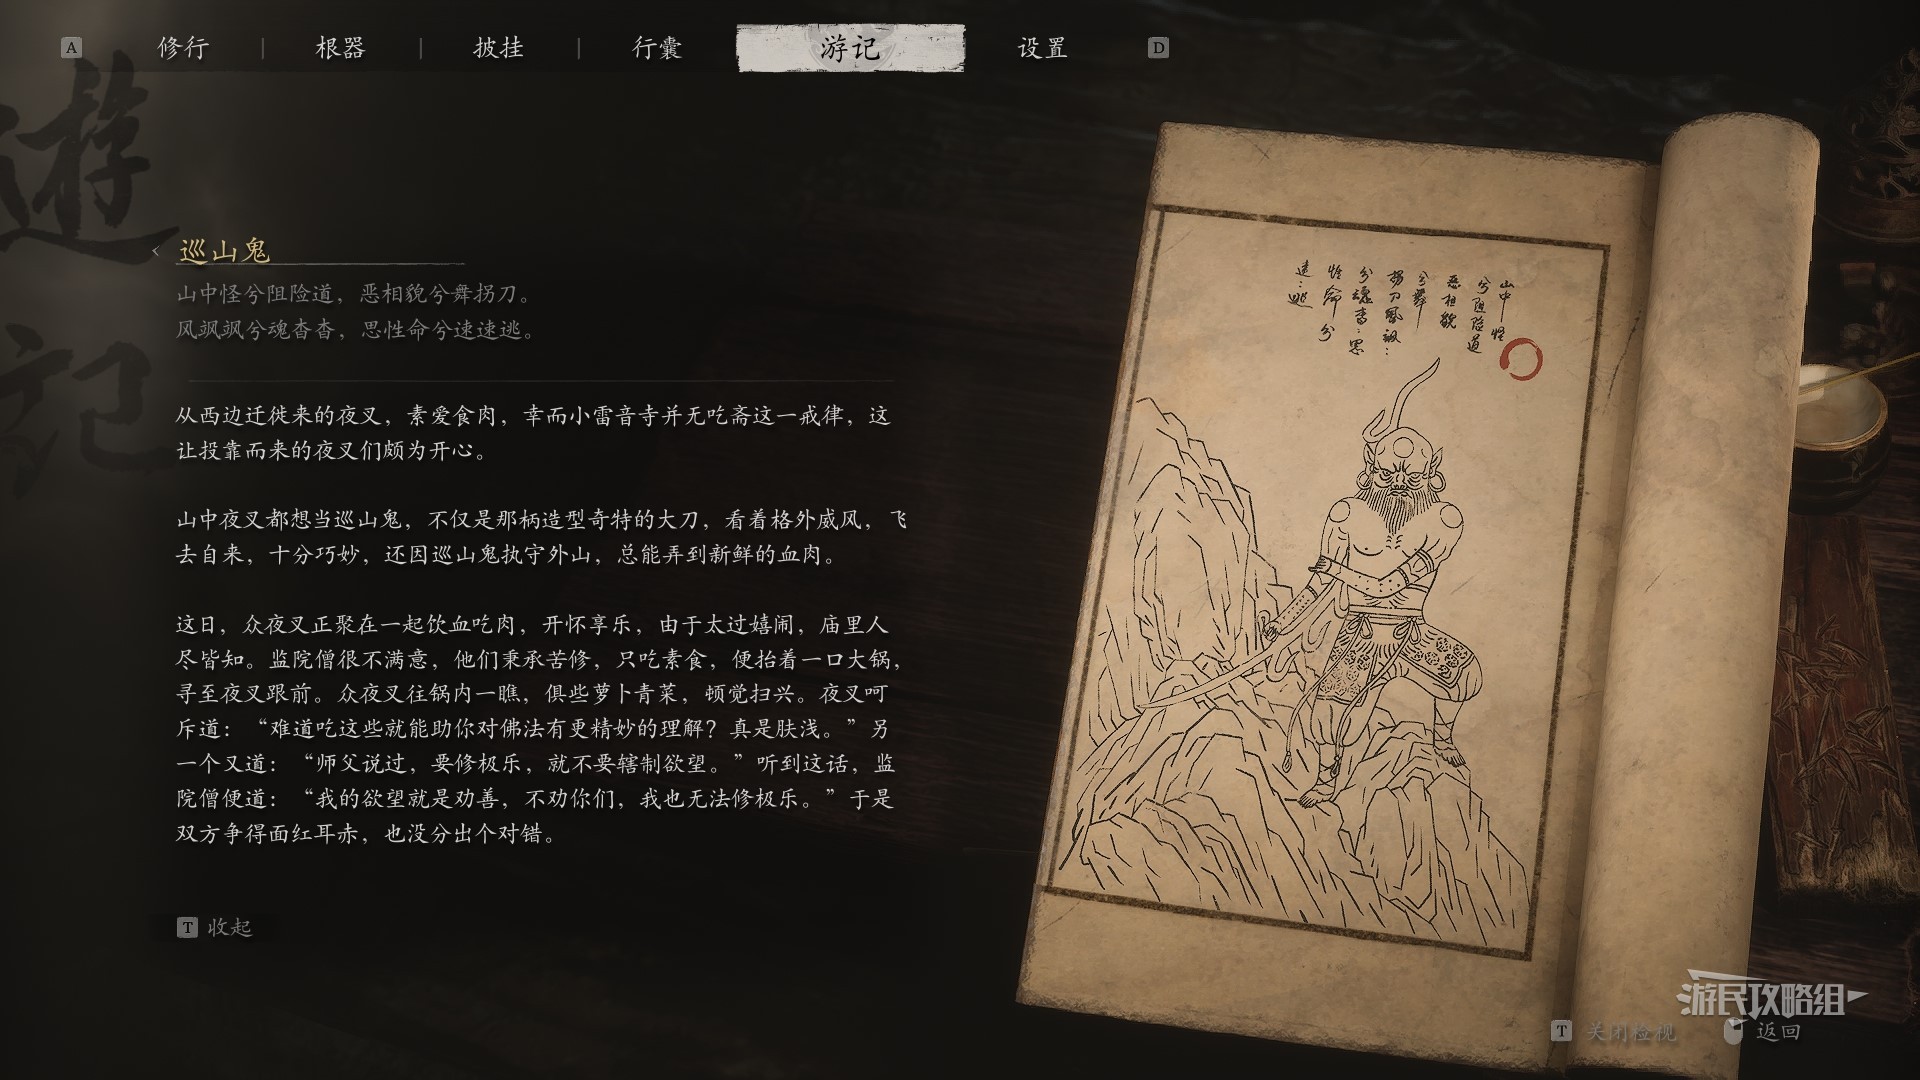 A
修行
根器
披挂
行囊
游记
设置
D
遊記
巡山鬼
山中怪兮阻险道，恶相貌兮舞拐刀。
风飒飒兮魂杳杳，思性命兮速速逃。
从西边迁徙来的夜叉，素爱食肉，幸而小雷音寺并无吃斋这一戒律，这
让投靠而来的夜叉们颇为开心。
山中夜叉都想当巡山鬼，不仅是那柄造型奇特的大刀，看着格外威风，飞
去自来，十分巧妙，还因巡山鬼执守外山，总能弄到新鲜的血肉。
这日，众夜叉正聚在一起饮血吃肉，开怀享乐，由于太过嬉闹，庙里人
尽皆知。监院僧很不满意，他们秉承苦修，只吃素食，便抬着一口大锅，
寻至夜叉跟前。众夜叉往锅内一瞧，俱些萝卜青菜，顿觉扫兴。夜叉呵
斥道：“难道吃这些就能助你对佛法有更精妙的理解？真是肤浅。”另
一个又道：“师父说过，要修极乐，就不要辖制欲望。”听到这话，监
院僧便道：“我的欲望就是劝善，不劝你们，我也无法修极乐。”于是
双方争得面红耳赤，也没分出个对错。
T 收起
山中怪
兮阻险道
恶相貌
兮舞
拐刀风飒：
兮魂杳：思
性命兮
速：逃
游民攻略组
T 关闭检视
返回